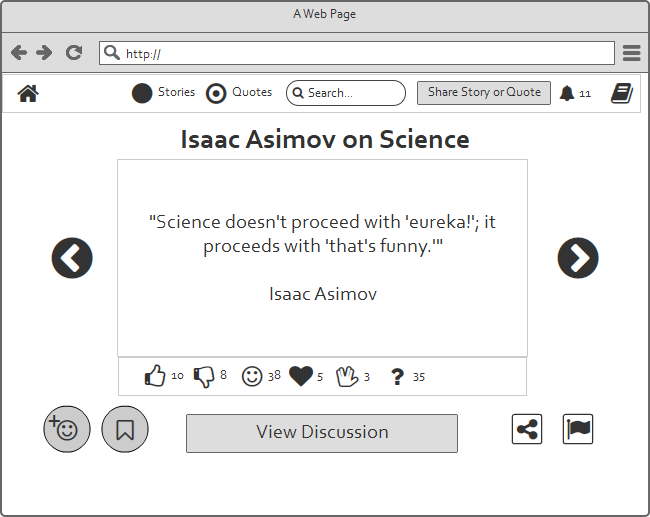 A Web Page
http://
Stories
Quotes
Search...
Share Story or Quote
11
Isaac Asimov on Science
"Science doesn't proceed with 'eureka!'; it
proceeds with 'that's funny.'"
Isaac Asimov
10
8
38
5
3
?
35
View Discussion